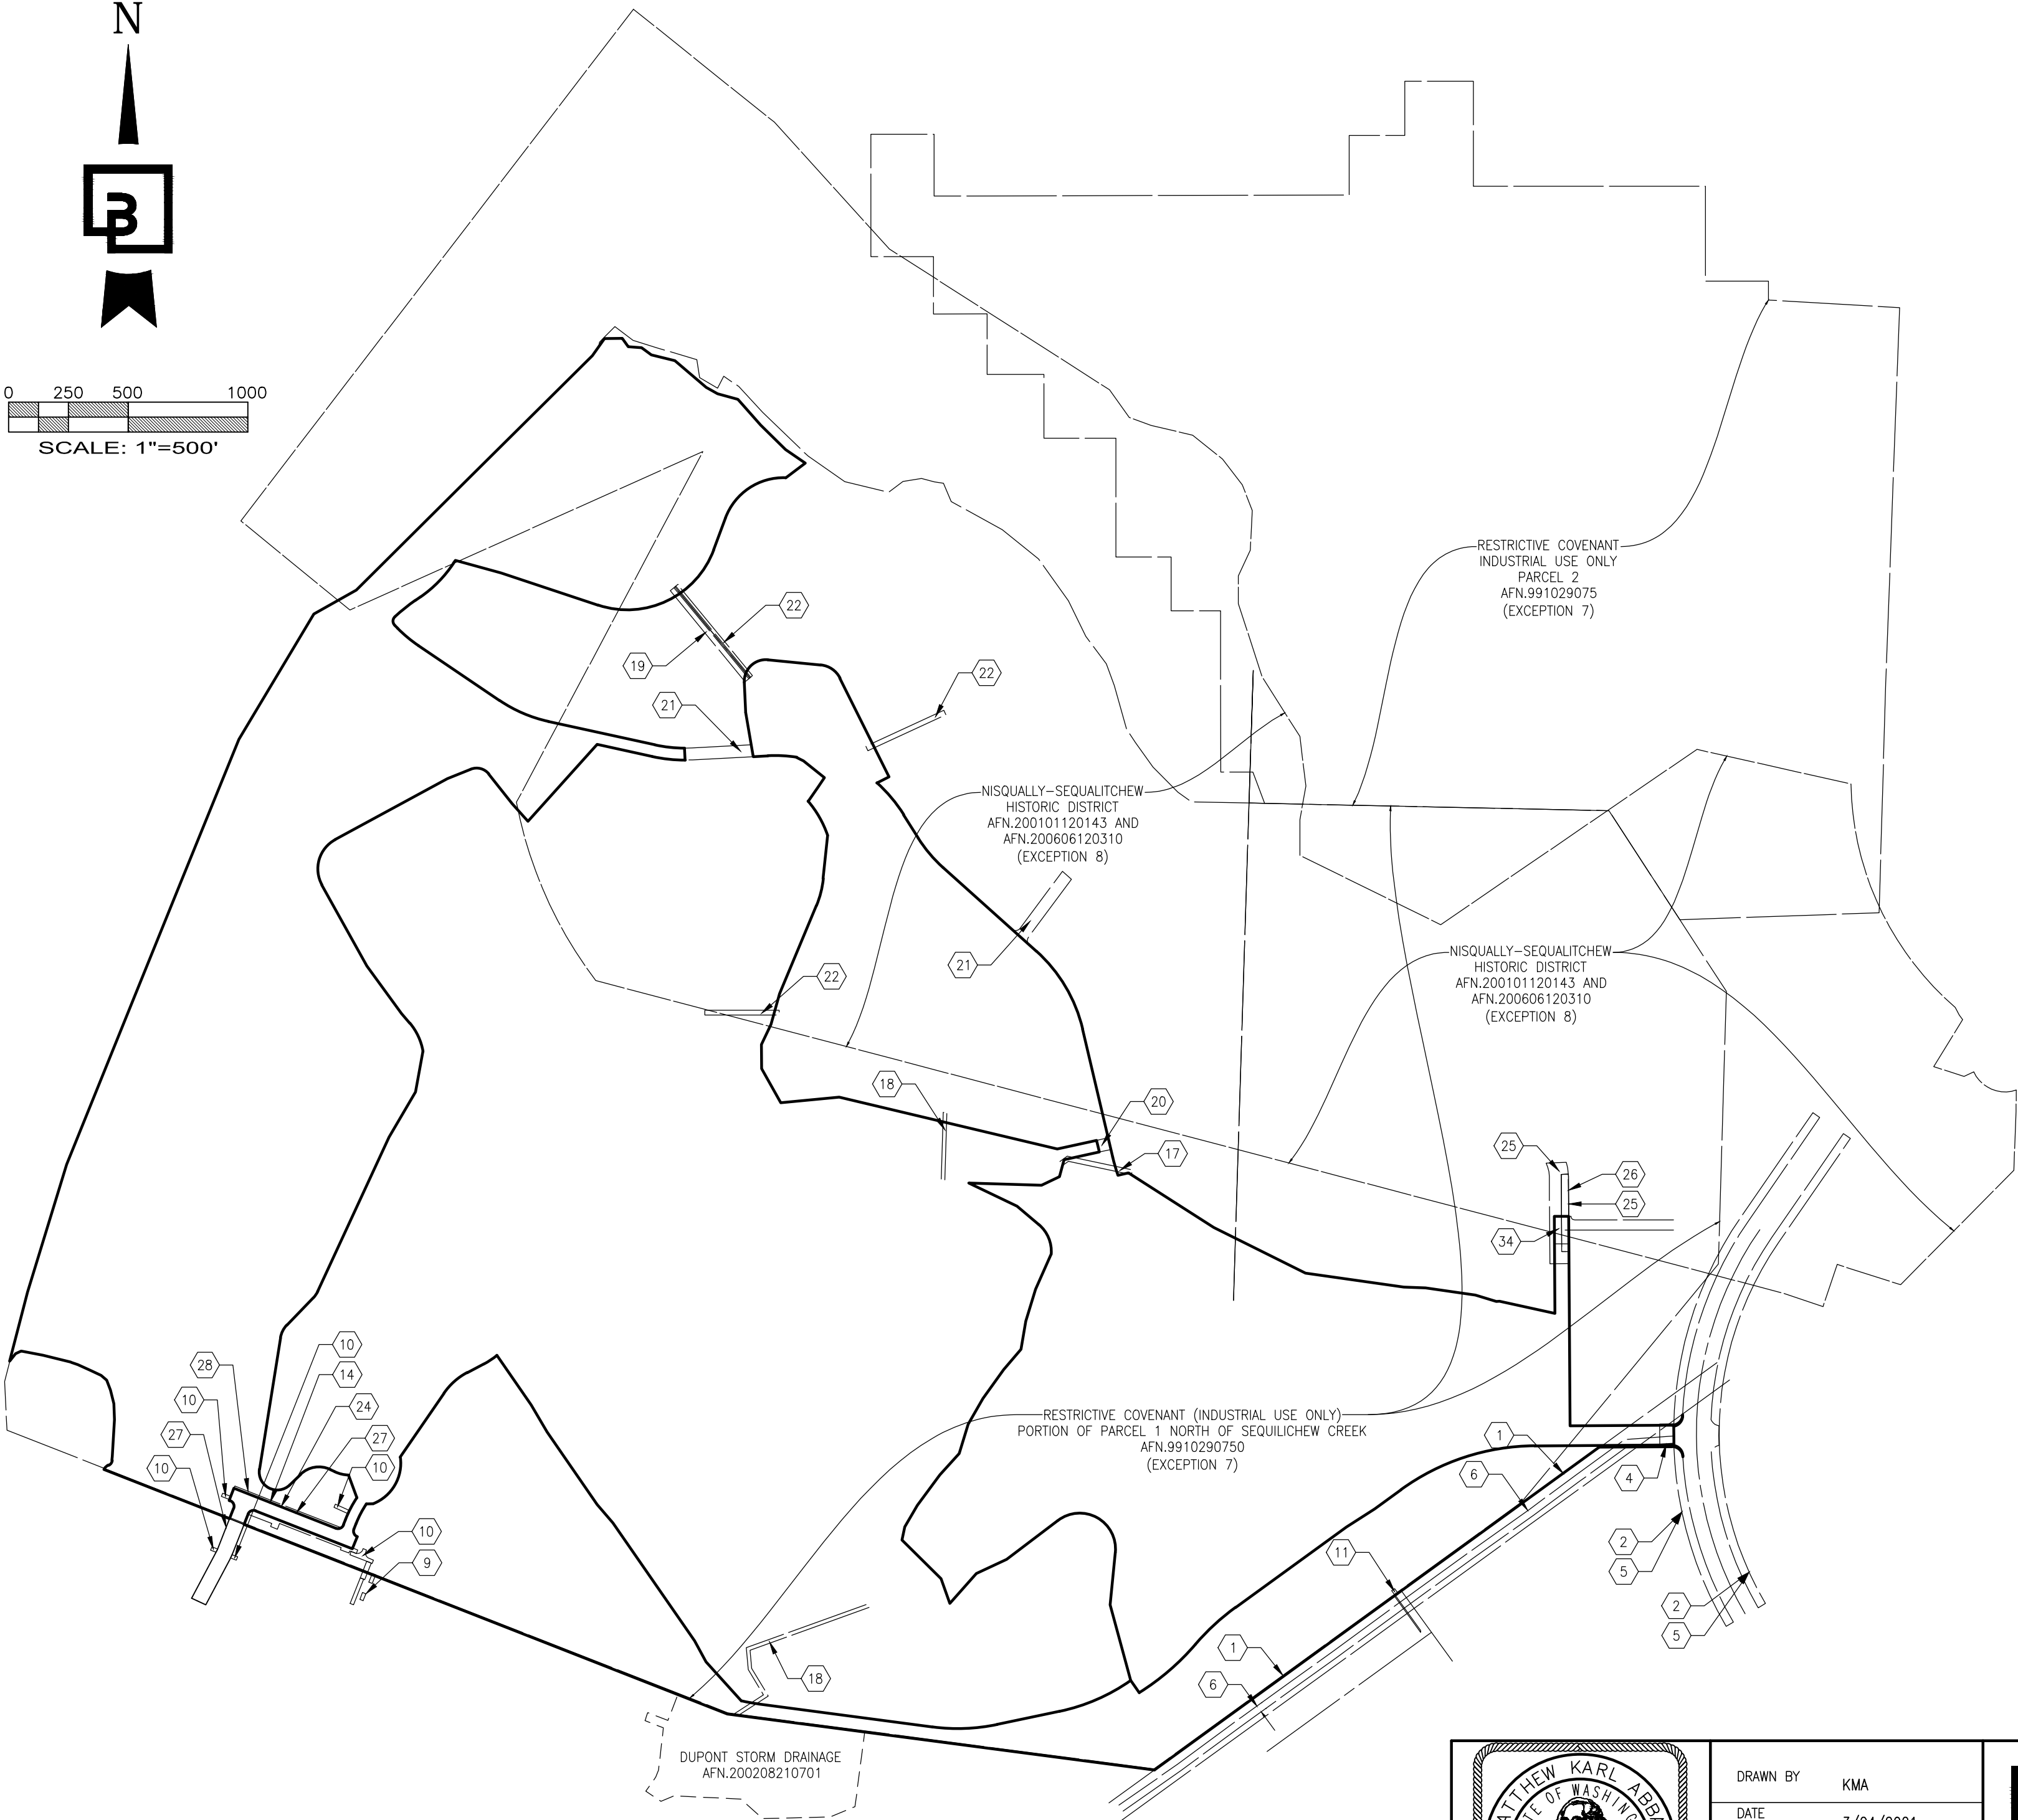 N
B
0 250 500 1000
SCALE: 1"=500'
RESTRICTIVE COVENANT
INDUSTRIAL USE ONLY
PARCEL 2
AFN.991029075
(EXCEPTION 7)
22
19
22
21
NISQUALLY-SEQUALITCHEW
HISTORIC DISTRICT
AFN.200101120143 AND
AFN.200606120310
(EXCEPTION 8)
21
22
NISQUALLY-SEQUALITCHEW
HISTORIC DISTRICT
AFN.200101120143 AND
AFN.200606120310
(EXCEPTION 8)
18
20
17
25
26
25
34
10
28
14
10
24
27
27
10
10
10
9
RESTRICTIVE COVENANT (INDUSTRIAL USE ONLY)
PORTION OF PARCEL 1 NORTH OF SEQUILICHEW CREEK
AFN.9910290750
(EXCEPTION 7)
1
6
4
2
5
11
2
5
1
6
18
DUPONT STORM DRAINAGE
AFN.200208210701
KARL
OF
DRAWN BY KMA
DATE